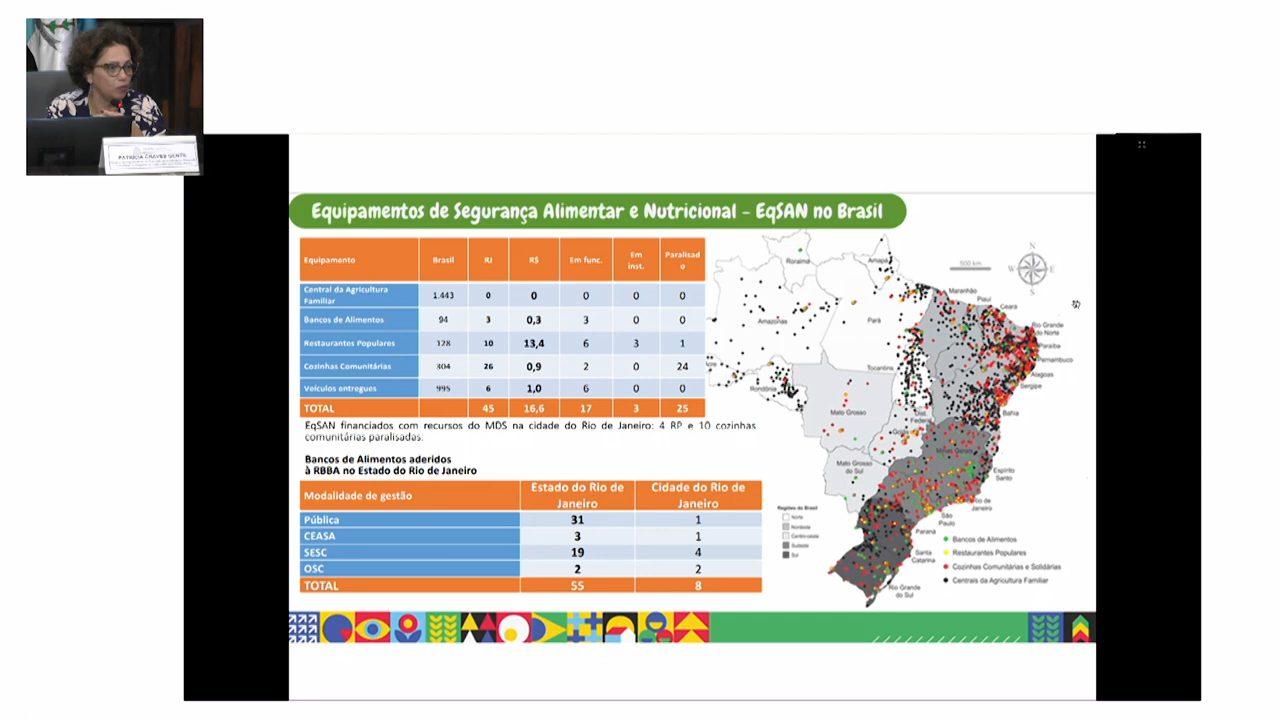 PATRICIA CHAVES GENTIL
Equipamentos de Segurança Alimentar e Nutricional - EqSAN no Brasil
Equipamento Brasil RJ R$ Em func. Em inst. Paralisado
Central da Agricultura Familiar 1.443 0 0 0 0 0
Bancos de Alimentos 94 3 0,3 3 0 0
Restaurantes Populares 128 10 13,4 6 3 1
Cozinhas Comunitárias 304 26 0,9 2 0 24
Veículos entregues 995 6 1,0 6 0 0
TOTAL 45 16,6 17 3 25
EqSAN financiados com recursos do MDS na cidade do Rio de Janeiro: 4 RP e 10 cozinhas
comunitárias paralisadas.
Bancos de Alimentos aderidos
à RBBA no Estado do Rio de Janeiro
Modalidade de gestão Estado do Rio de Janeiro Cidade do Rio de Janeiro
Pública 31 1
CEASA 3 1
SESC 19 4
OSC 2 2
TOTAL 55 8
N
W E
S
500 km
Roraima
Amapá
Amazonas
Pará
Maranhão
Piauí
Ceará
Rio Grande
do Norte
Paraíba
Pernambuco
Alagoas
Sergipe
Bahia
Tocantins
Rondônia
Mato Grosso
Dist.
Federal
Goiás
Minas Gerais
Mato Grosso
do Sul
Espírito
Santo
Rio de
Janeiro
São
Paulo
Paraná
Santa
Catarina
Rio Grande
do Sul
Regiões do Brasil
Norte
Nordeste
Centro-oeste
Sudeste
Sul
Bancos de Alimentos
Restaurantes Populares
Cozinhas Comunitárias e Solidárias
Centrais da Agricultura Familiar